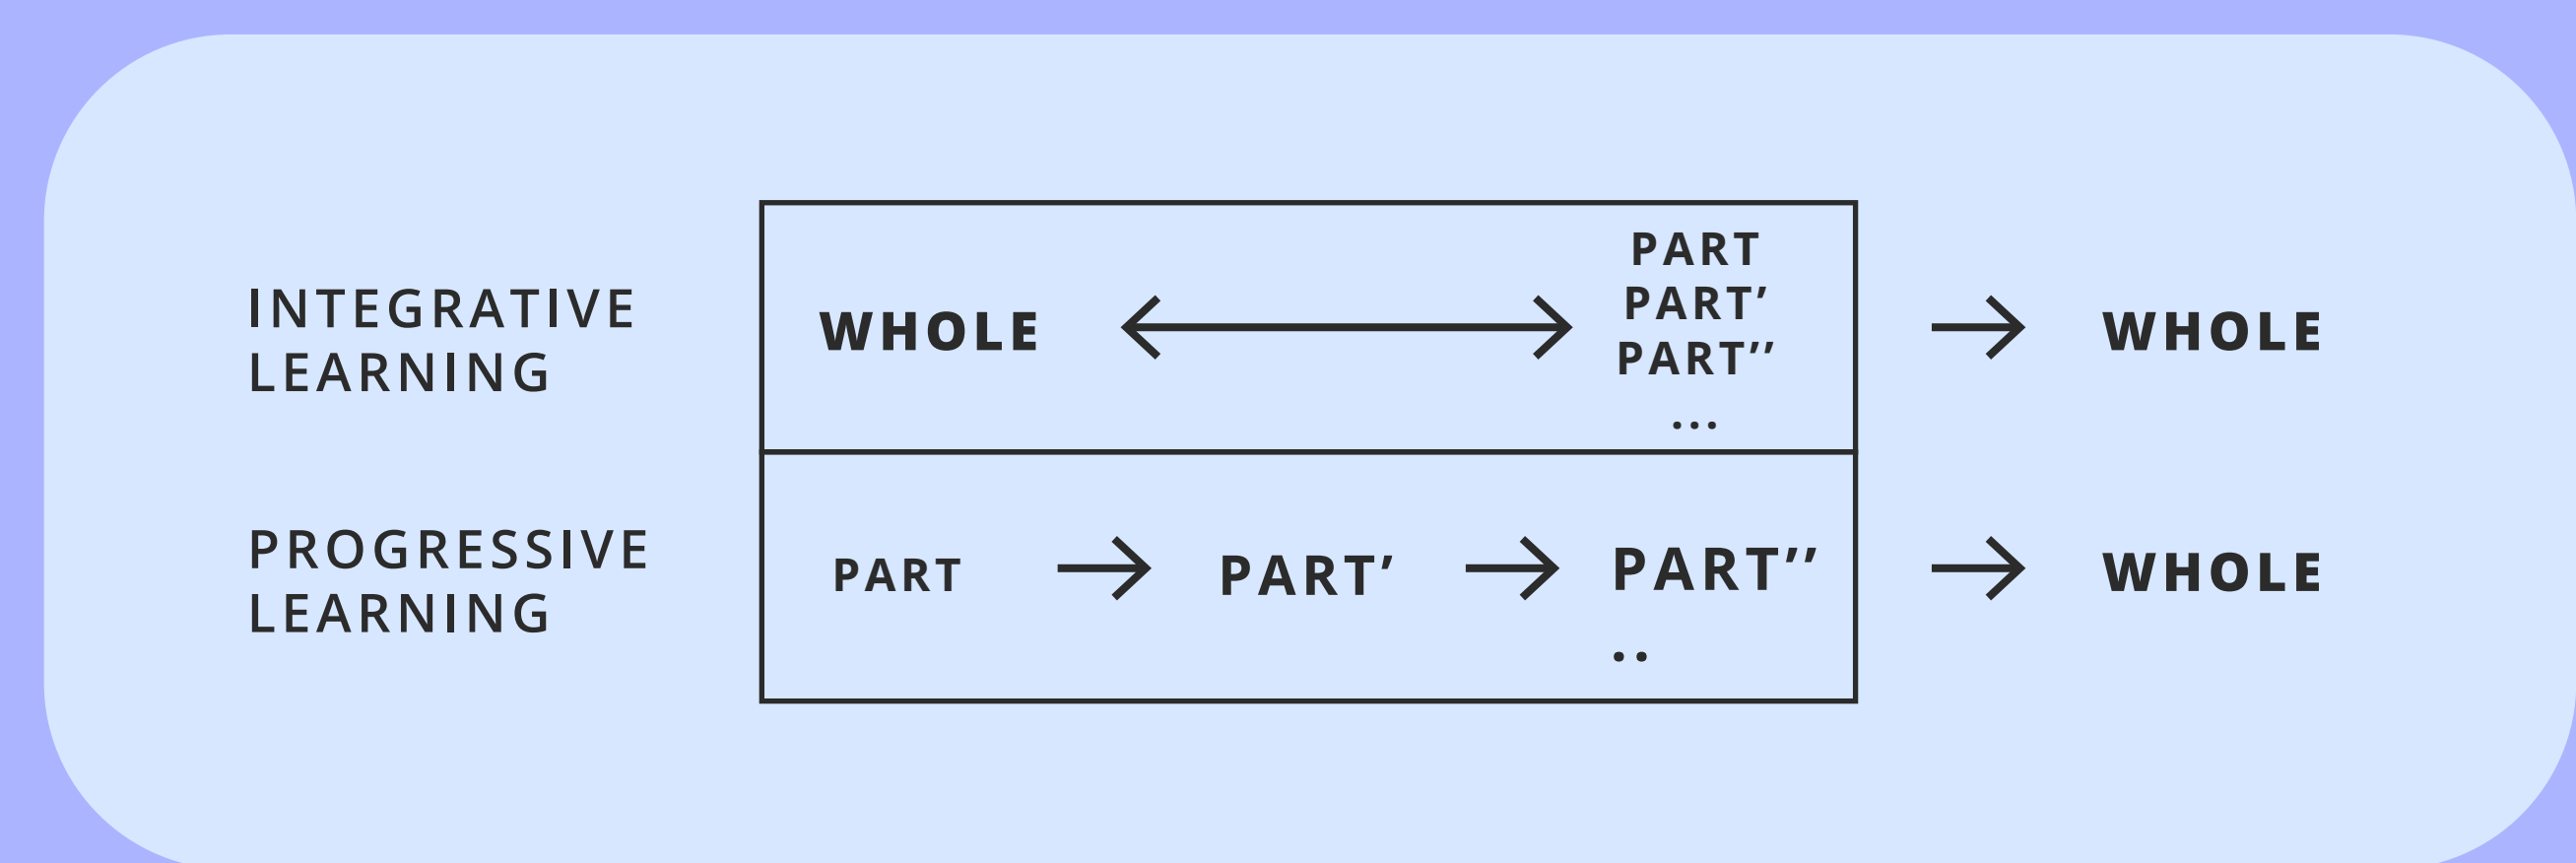 INTEGRATIVE
LEARNING
WHOLE
PART
PART’
PART’’
...
WHOLE
PROGRESSIVE
LEARNING
PART
PART’
PART’’
..
WHOLE